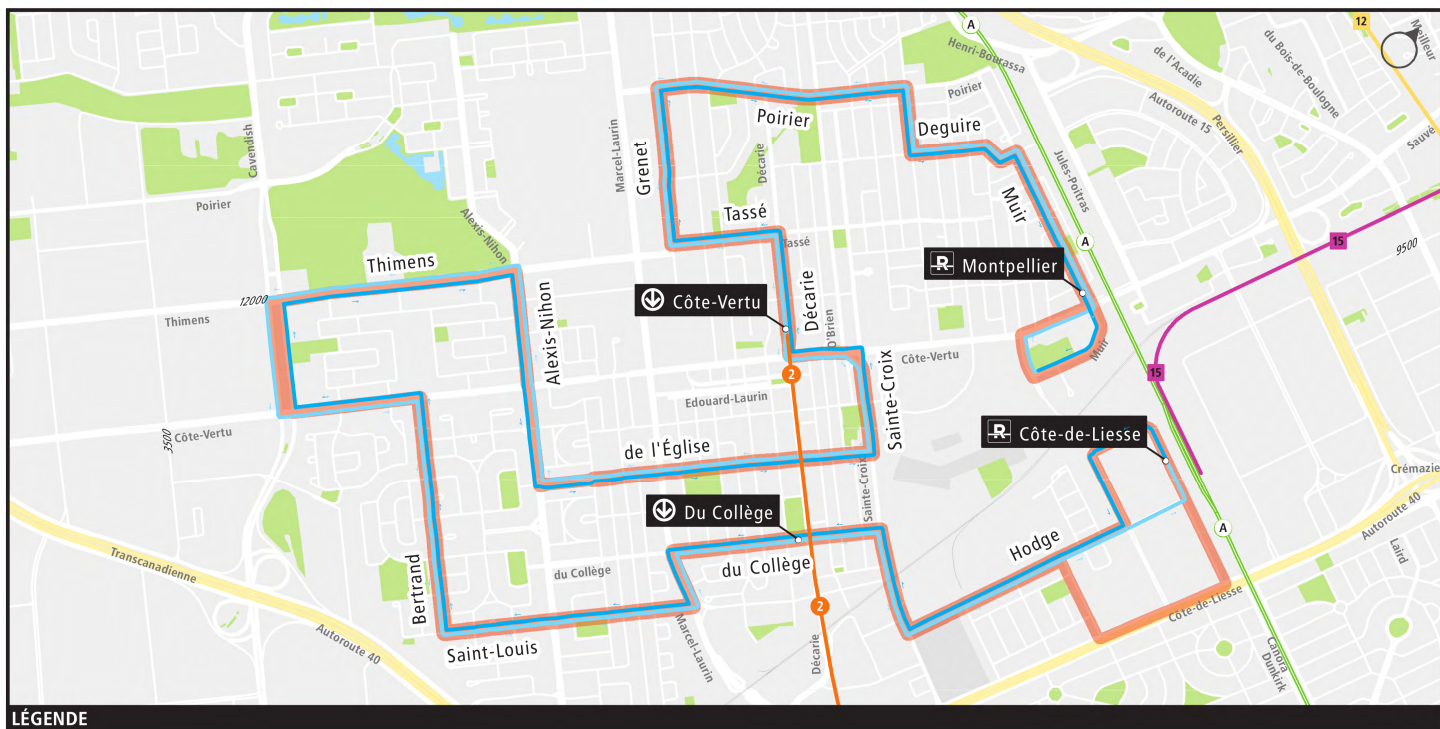 A
12
Meilleur
Henri-Bourassa
de l'Acadie
du Bois-de-Boulogne
Poirier
Poirier
Autoroute 15
Persillier
Sauvé
Deguire
Cavendish
Marcel-Laurin
Grenet
Décarie
Jules-Poitras
Muir
Poirier
Alexis-Nihon
Tassé
Tassé
A
15
9500
Thimens
Montpellier
12000
Côte-Vertu
Décarie
O'Brien
Thimens
Alexis-Nihon
Côte-Vertu
Muir
Sainte-Croix
2
15
Edouard-Laurin
3500
Côte-Vertu
Côte-de-Liesse
de l'Église
Sainte-Croix
Crémazie
Du Collège
Autoroute 40
A
Hodge
Laird
Transcanadienne
Bertrand
du Collège
du Collège
2
Côte-de-Liesse
Autoroute 40
Saint-Louis
Marcel-Laurin
Décarie
Canora
Dunkirk
LÉGENDE